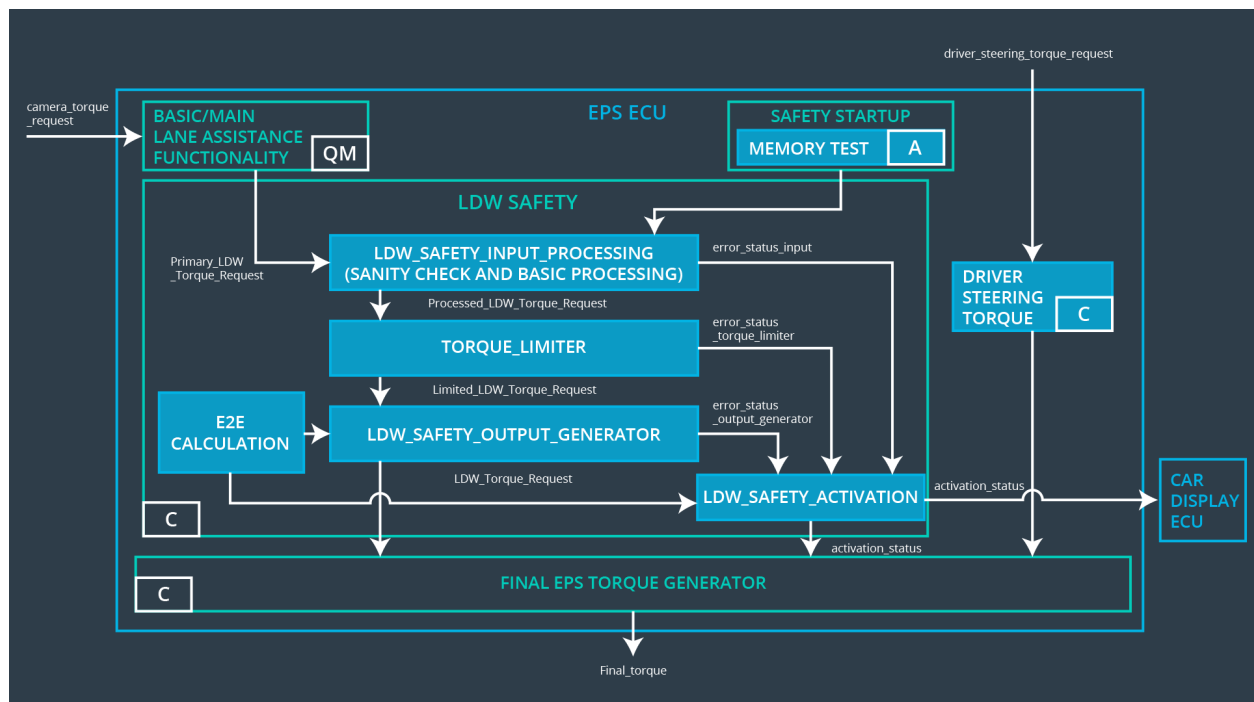 driver_steering_torque_request
camera_torque
_request
EPS ECU
BASIC/MAIN
LANE ASSISTANCE
FUNCTIONALITY
QM
SAFETY STARTUP
MEMORY TEST
A
LDW SAFETY
Primary_LDW
_Torque_Request
LDW_SAFETY_INPUT_PROCESSING
(SANITY CHECK AND BASIC PROCESSING)
error_status_input
DRIVER
STEERING
TORQUE
C
Processed_LDW_Torque_Request
TORQUE_LIMITER
error_status
_torque_limiter
Limited_LDW_Torque_Request
E2E
CALCULATION
LDW_SAFETY_OUTPUT_GENERATOR
error_status
_output_generator
LDW_Torque_Request
LDW_SAFETY_ACTIVATION
activation_status
CAR
DISPLAY
ECU
C
activation_status
FINAL EPS TORQUE GENERATOR
C
Final_torque